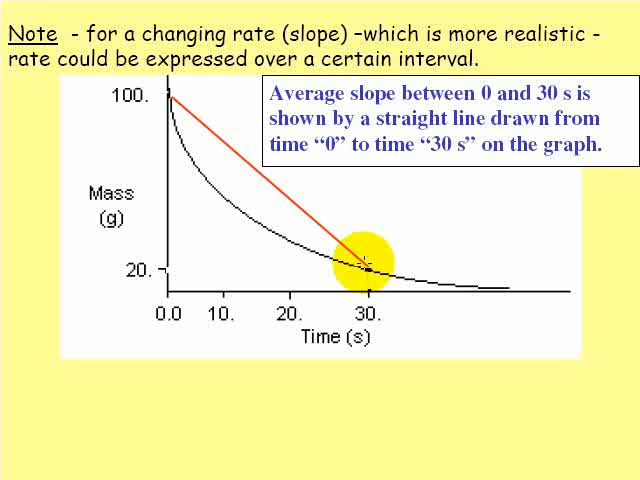 Note - for a changing rate (slope) –which is more realistic -
rate could be expressed over a certain interval.
Average slope between 0 and 30 s is
shown by a straight line drawn from
time “0” to time “30 s” on the graph.
100.
Mass
(g)
20.
0.0 10. 20. 30.
Time (s)